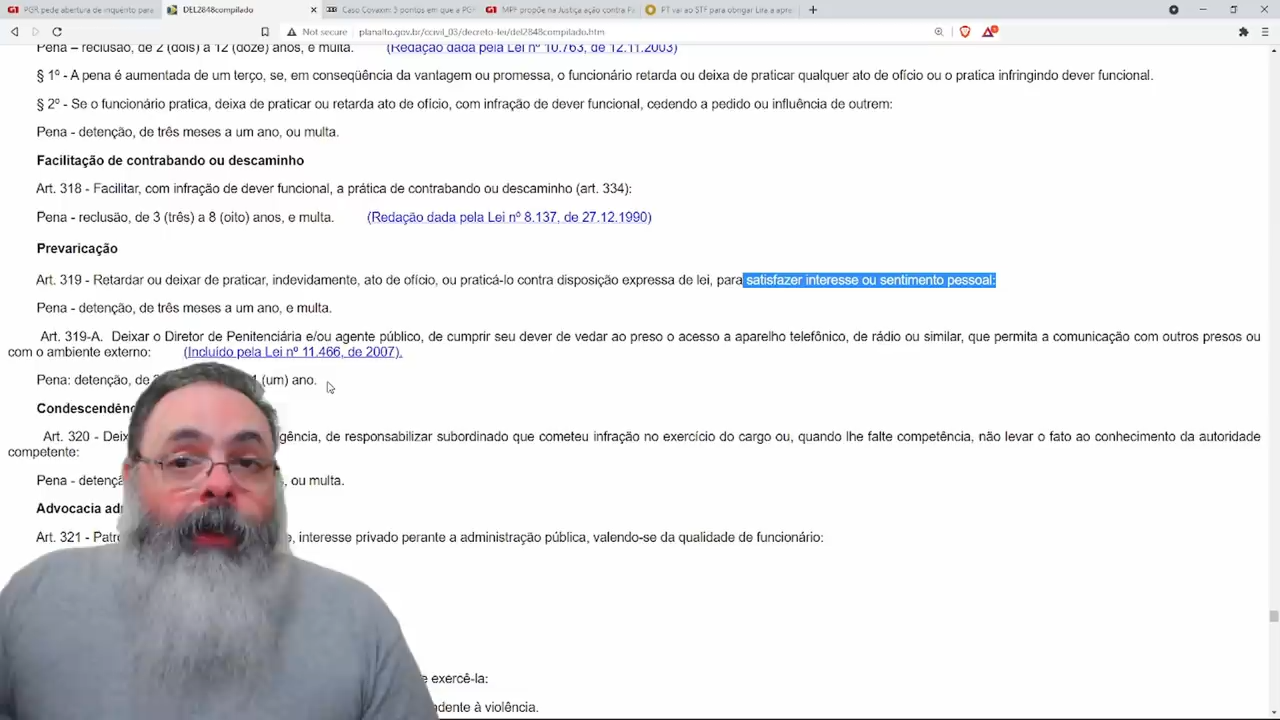 PGR pede abertura de inquérito para
DEL2848compilado
Caso Covaxin: 3 pontos em que a PGR
MPF propõe na Justiça ação contra Pa
PT vai ao STF para obrigar Lira a apre
Not secure
planalto.gov.br/ccivil_03/decreto-lei/del2848compilado.htm
Pena – reclusão, de 2 (dois) a 12 (doze) anos, e multa. (Redação dada pela Lei nº 10.763, de 12.11.2003)
§ 1º - A pena é aumentada de um terço, se, em conseqüência da vantagem ou promessa, o funcionário retarda ou deixa de praticar qualquer ato de ofício ou o pratica infringindo dever funcional.
§ 2º - Se o funcionário pratica, deixa de praticar ou retarda ato de ofício, com infração de dever funcional, cedendo a pedido ou influência de outrem:
Pena - detenção, de três meses a um ano, ou multa.
Facilitação de contrabando ou descaminho
Art. 318 - Facilitar, com infração de dever funcional, a prática de contrabando ou descaminho (art. 334):
Pena - reclusão, de 3 (três) a 8 (oito) anos, e multa. (Redação dada pela Lei nº 8.137, de 27.12.1990)
Prevaricação
Art. 319 - Retardar ou deixar de praticar, indevidamente, ato de ofício, ou praticá-lo contra disposição expressa de lei, para satisfazer interesse ou sentimento pessoal:
Pena - detenção, de três meses a um ano, e multa.
Art. 319-A. Deixar o Diretor de Penitenciária e/ou agente público, de cumprir seu dever de vedar ao preso o acesso a aparelho telefônico, de rádio ou similar, que permita a comunicação com outros presos ou
com o ambiente externo: (Incluído pela Lei nº 11.466, de 2007).
Pena: detenção, de (um) ano.
Art. 320 - de responsabilizar subordinado que cometeu infração no exercício do cargo ou, quando lhe falte competência, não levar o fato ao conhecimento da autoridade
competente:
Pena - ou multa.
Advocacia
Art. 321 - interesse privado perante a administração pública, valendo-se da qualidade de funcionário:
exercê-la:
à violência.